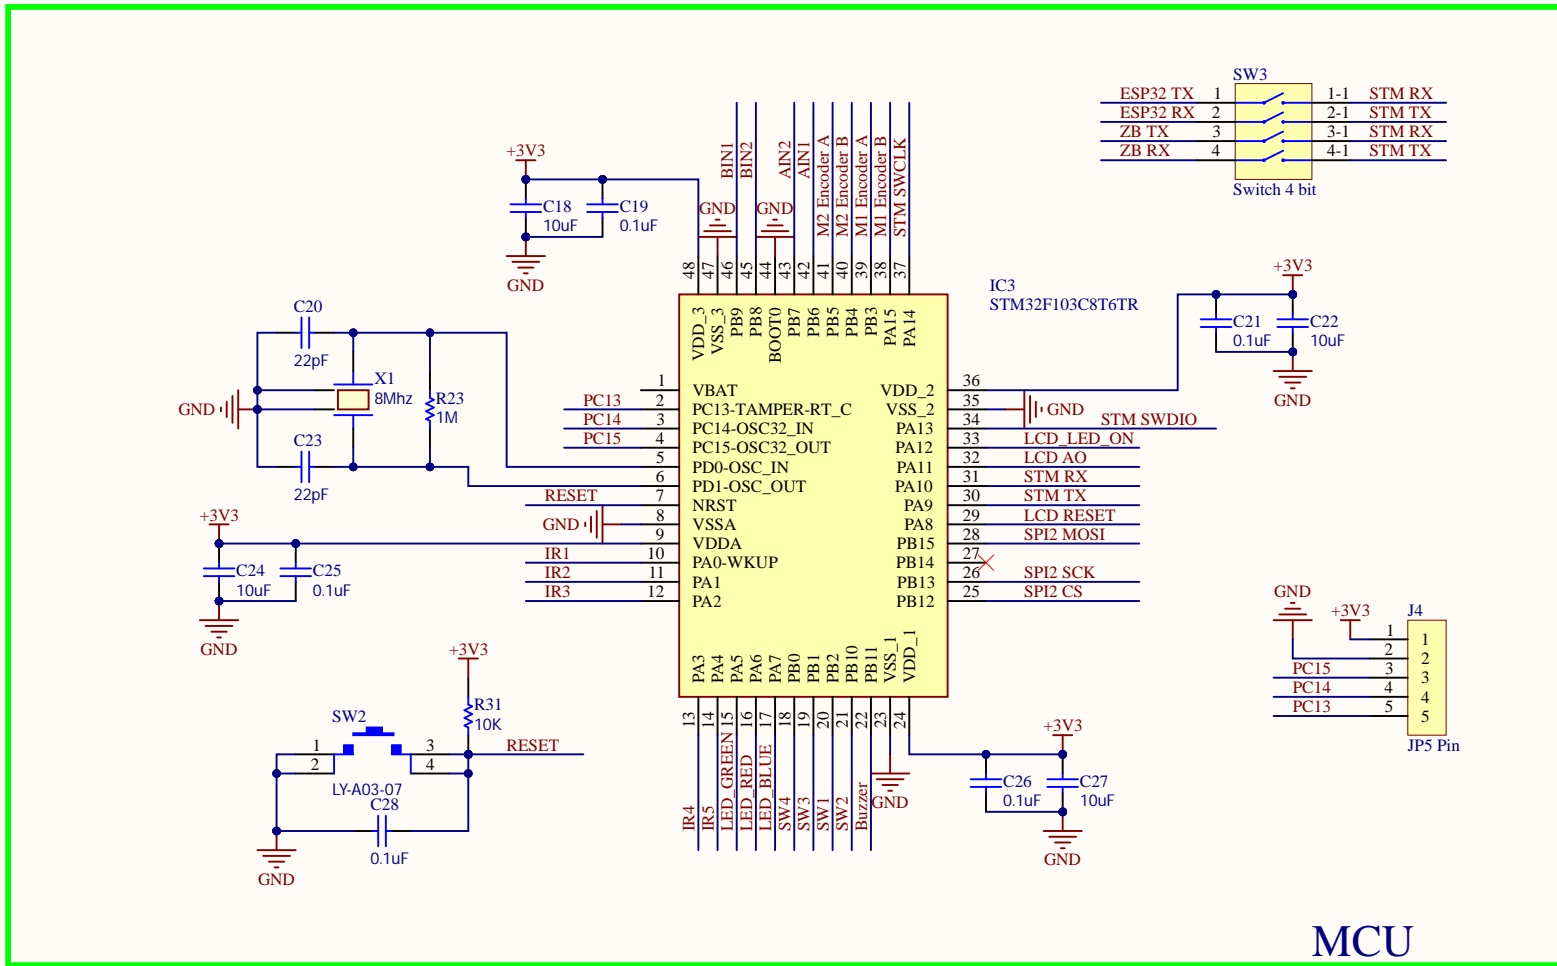 SW3
ESP32 TX 1 1-1 STM RX
ESP32 RX 2 2-1 STM TX
ZB TX 3 3-1 STM RX
ZB RX 4 4-1 STM TX
Switch 4 bit
+3V3
C18
10uF
C19
0.1uF
GND
BIN1
BIN2
AIN2
AIN1
M2 Encoder A
M2 Encoder B
M1 Encoder A
M1 Encoder B
STM SWCLK
GND
GND
48 47 46 45 44 43 42 41 40 39 38 37
VDD_3
VSS_3
PB9
PB8
BOOT0
PB7
PB6
PB5
PB4
PB3
PA15
PA14
IC3
STM32F103C8T6TR
+3V3
C21
0.1uF
C22
10uF
GND
C20
22pF
X1
8Mhz
R23
1M
GND
C23
22pF
1 VBAT
PC13 2 PC13-TAMPER-RT_C
PC14 3 PC14-OSC32_IN
PC15 4 PC15-OSC32_OUT
5 PD0-OSC_IN
6 PD1-OSC_OUT
RESET 7 NRST
GND 8 VSSA
9 VDDA
IR1 10 PA0-WKUP
IR2 11 PA1
IR3 12 PA2
VDD_2 36
VSS_2 35 GND
PA13 34 STM SWDIO
PA12 33 LCD_LED_ON
PA11 32 LCD AO
PA10 31 STM RX
PA9 30 STM TX
PA8 29 LCD RESET
PB15 28 SPI2 MOSI
PB14 27
PB13 26 SPI2 SCK
PB12 25 SPI2 CS
+3V3
C24
10uF
C25
0.1uF
GND
PA3
PA4
PA5
PA6
PA7
PB0
PB1
PB2
PB10
PB11
VSS_1
VDD_1
13 14 15 16 17 18 19 20 21 22 23 24
IR4
IR5
LED_GREEN
LED_RED
LED_BLUE
SW4
SW3
SW1
SW2
Buzzer
GND
+3V3
C26
0.1uF
C27
10uF
GND
+3V3
R31
10K
SW2
1 3 RESET
2 4
LY-A03-07
C28
0.1uF
GND
GND
+3V3
J4
1 1
2 2
PC15 3 3
PC14 4 4
PC13 5 5
JP5 Pin
MCU